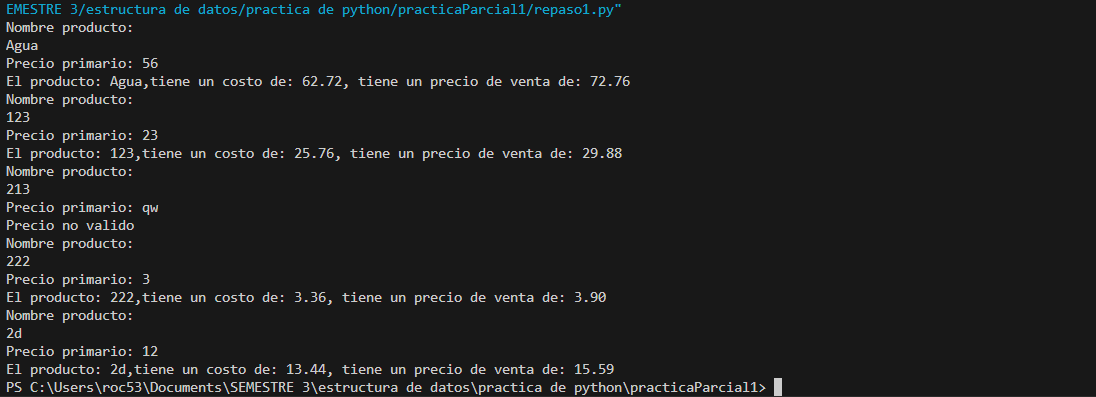 EMESTRE 3/estructura de datos/practica de python/practicaParcial1/repaso1.py"
Nombre producto:
Agua
Precio primario: 56
El producto: Agua,tiene un costo de: 62.72, tiene un precio de venta de: 72.76
Nombre producto:
123
Precio primario: 23
El producto: 123,tiene un costo de: 25.76, tiene un precio de venta de: 29.88
Nombre producto:
213
Precio primario: qw
Precio no valido
Nombre producto:
222
Precio primario: 3
El producto: 222,tiene un costo de: 3.36, tiene un precio de venta de: 3.90
Nombre producto:
2d
Precio primario: 12
El producto: 2d,tiene un costo de: 13.44, tiene un precio de venta de: 15.59
PS C:\Users\roc53\Documents\SEMESTRE 3\estructura de datos\practica de python\practicaParcial1>